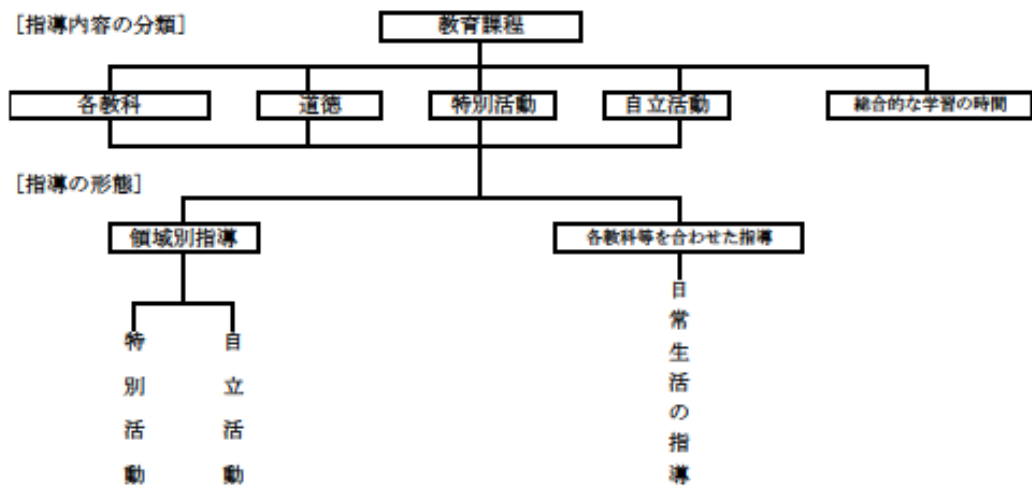 [指導内容の分類]
教育課程
各教科
道徳
特別活動
自立活動
総合的な学習の時間
[指導の形態]
領域別指導
各教科等を合わせた指導
特別活動
自立活動
日常生活の指導